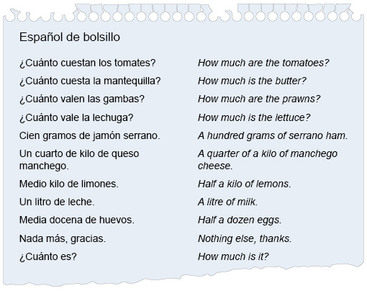 Español de bolsillo
¿Cuánto cuestan los tomates? How much are the tomatoes?
¿Cuánto cuesta la mantequilla? How much is the butter?
¿Cuánto valen las gambas? How much are the prawns?
¿Cuánto vale la lechuga? How much is the lettuce?
Cien gramos de jamón serrano. A hundred grams of serrano ham.
Un cuarto de kilo de queso A quarter of a kilo of manchego
manchego. cheese.
Medio kilo de limones. Half a kilo of lemons.
Un litro de leche. A litre of milk.
Media docena de huevos. Half a dozen eggs.
Nada más, gracias. Nothing else, thanks.
¿Cuánto es? How much is it?